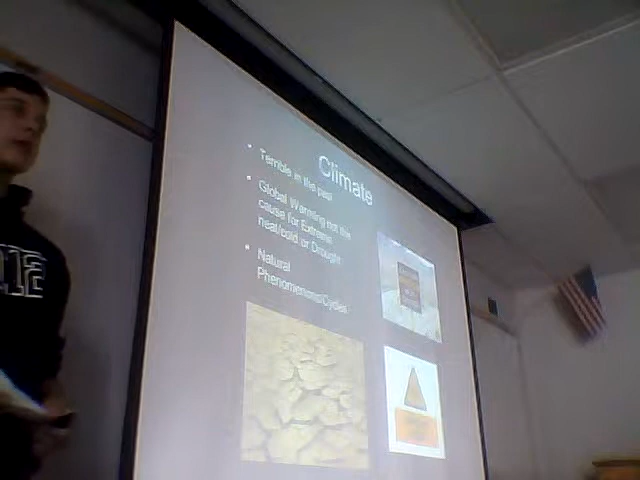 Climate
• Terrible in the past
• Global Warming not the
cause for Extreme
heat/cold or Drought
• Natural
Phenomenons/Cycles
12